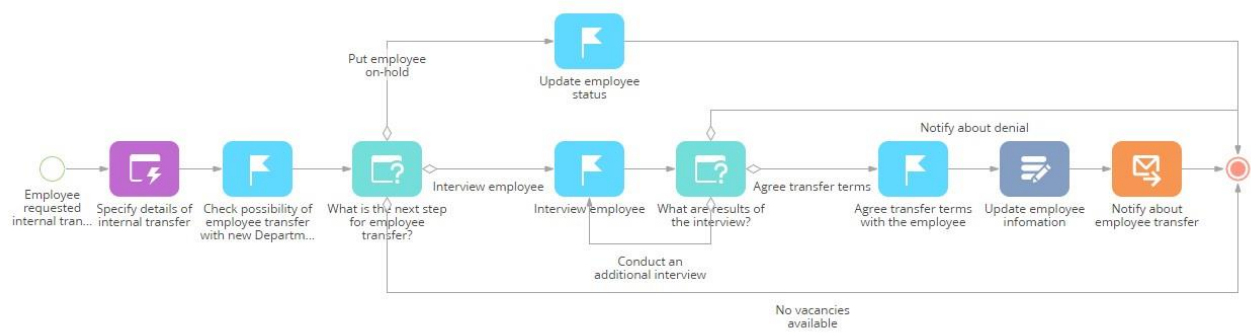 Put employee
on-hold
Update employee
status
Notify about denial
Employee
requested
internal tran...
Specify details of
internal transfer
Check possibility of
employee transfer
with new Departm...
What is the next step
for employee
transfer?
Interview employee
Interview employee
What are results of
the interview?
Agree transfer terms
Agree transfer terms
with the employee
Update employee
infomation
Notify about
employee transfer
Conduct an
additional interview
No vacancies
available